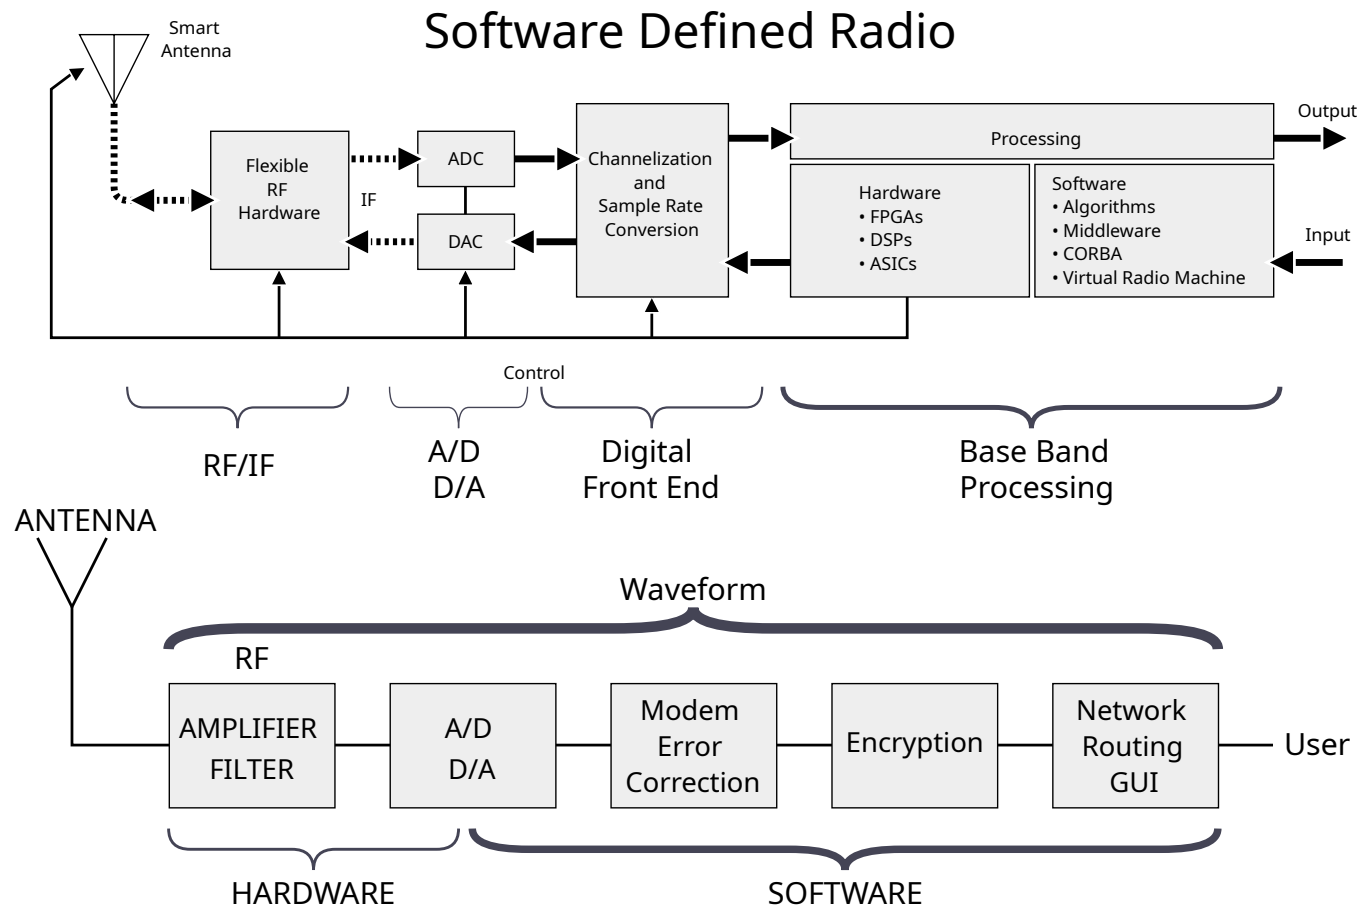 Software Defined Radio
Smart
Antenna
Flexible
RF
Hardware
IF
ADC
DAC
Channelization
and
Sample Rate
Conversion
Processing
Hardware
• FPGAs
• DSPs
• ASICs
Software
• Algorithms
• Middleware
• CORBA
• Virtual Radio Machine
Output
Input
Control
RF/IF
A/D
D/A
Digital
Front End
Base Band
Processing
ANTENNA
Waveform
RF
AMPLIFIER
FILTER
A/D
D/A
Modem
Error
Correction
Encryption
Network
Routing
GUI
User
HARDWARE
SOFTWARE